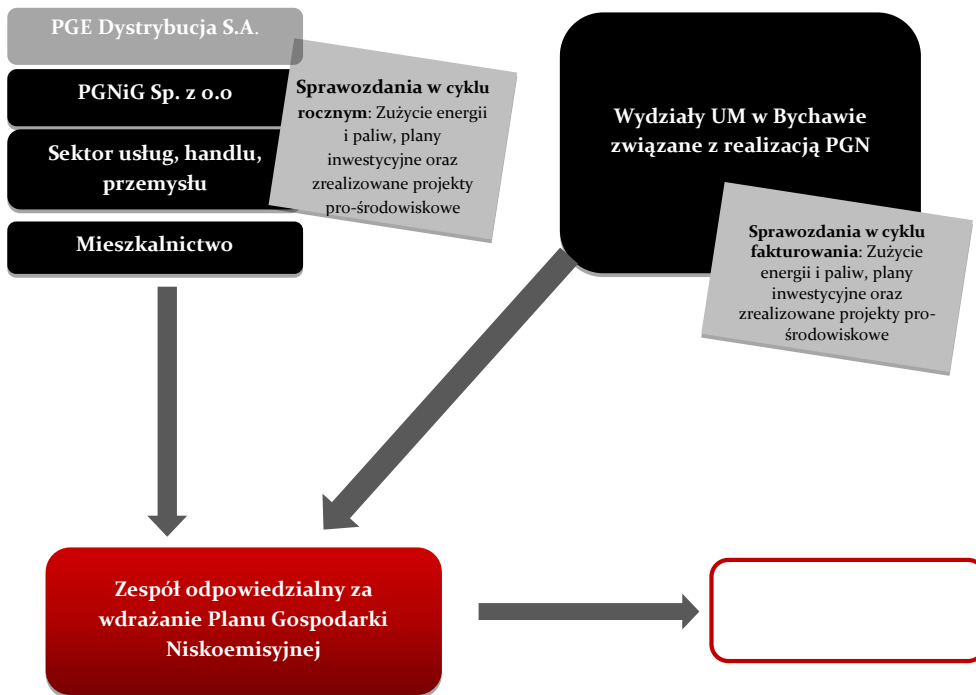 PGE Dystrybucja S.A.
PGNiG Sp. z o.o
Sektor usług, handlu,
przemysłu
Mieszkalnictwo
Sprawozdania w cyklu
rocznym: Zużycie energii
i paliw, plany
inwestycyjne oraz
zrealizowane projekty
pro-środowiskowe
Wydziały UM w Bychawie
związane z realizacją PGN
Sprawozdania w cyklu
fakturowania: Zużycie
energii i paliw, plany
inwestycyjne oraz
zrealizowane projekty pro-
środowiskowe
Zespół odpowiedzialny za
wdrażanie Planu Gospodarki
Niskoemisyjnej